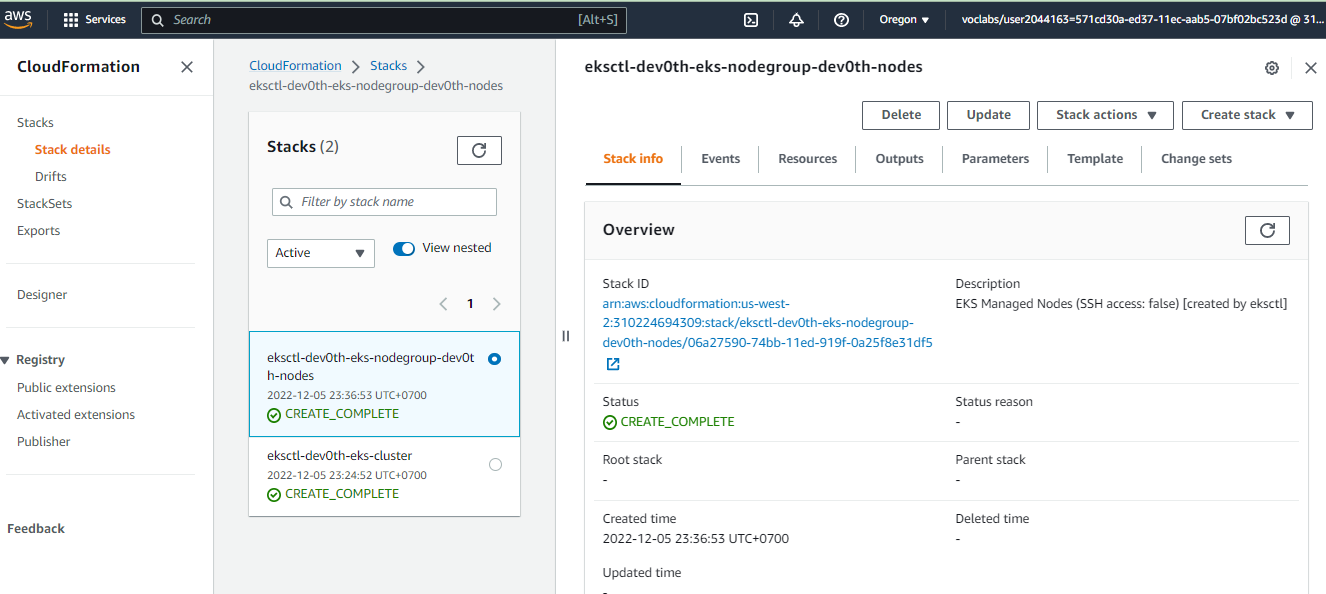 aws
Services
Search
[Alt+S]
Oregon
voclabs/user2044163=571cd30a-ed37-11ec-aab5-07bf02bc523d @ 31...
CloudFormation
Stacks
Stack details
Drifts
StackSets
Exports
Designer
Registry
Public extensions
Activated extensions
Publisher
Feedback
CloudFormation
Stacks
eksctl-dev0th-eks-nodegroup-dev0th-nodes
Stacks (2)
Filter by stack name
Active
View nested
1
eksctl-dev0th-eks-nodegroup-dev0t
h-nodes
2022-12-05 23:36:53 UTC+0700
CREATE_COMPLETE
eksctl-dev0th-eks-cluster
2022-12-05 23:24:52 UTC+0700
CREATE_COMPLETE
eksctl-dev0th-eks-nodegroup-dev0th-nodes
Delete
Update
Stack actions
Create stack
Stack info
Events
Resources
Outputs
Parameters
Template
Change sets
Overview
Stack ID
arn:aws:cloudformation:us-west-
2:310224694309:stack/eksctl-dev0th-eks-nodegroup-
dev0th-nodes/06a27590-74bb-11ed-919f-0a25f8e31df5
Description
EKS Managed Nodes (SSH access: false) [created by eksctl]
Status
CREATE_COMPLETE
Status reason
-
Root stack
-
Parent stack
-
Created time
2022-12-05 23:36:53 UTC+0700
Deleted time
-
Updated time
-